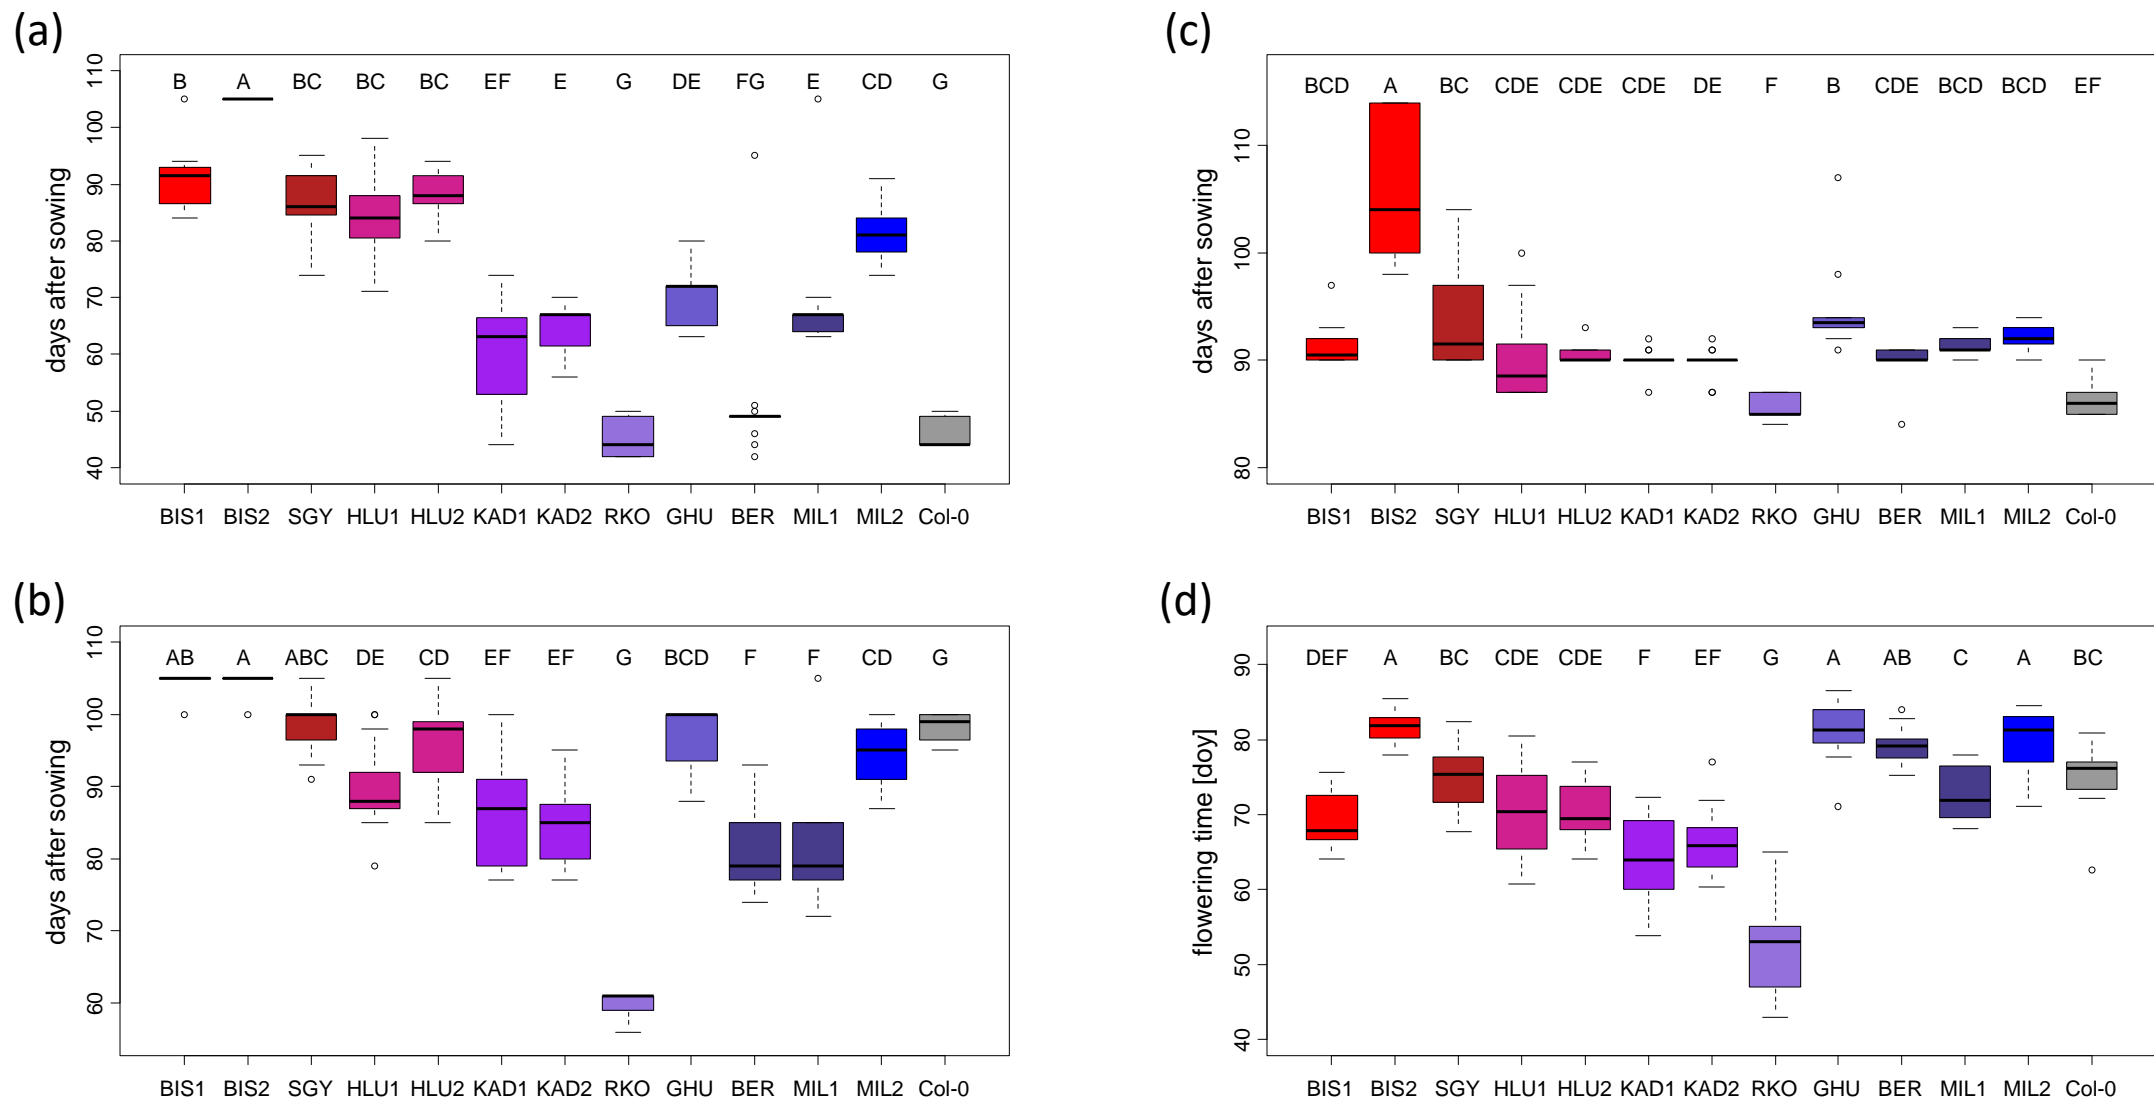 (a)
days after sowing
110
100
90
80
70
60
50
40
B A BC BC BC EF E G DE FG E CD G
BIS1 BIS2 SGY HLU1 HLU2 KAD1 KAD2 RKO GHU BER MIL1 MIL2 Col-0
(b)
days after sowing
110
100
90
80
70
60
AB A ABC DE CD EF EF G BCD F F CD G
BIS1 BIS2 SGY HLU1 HLU2 KAD1 KAD2 RKO GHU BER MIL1 MIL2 Col-0
(c)
days after sowing
110
100
90
80
BCD A BC CDE CDE CDE DE F B CDE BCD BCD EF
BIS1 BIS2 SGY HLU1 HLU2 KAD1 KAD2 RKO GHU BER MIL1 MIL2 Col-0
(d)
flowering time [doy]
90
80
70
60
50
40
DEF A BC CDE CDE F EF G A AB C A BC
BIS1 BIS2 SGY HLU1 HLU2 KAD1 KAD2 RKO GHU BER MIL1 MIL2 Col-0